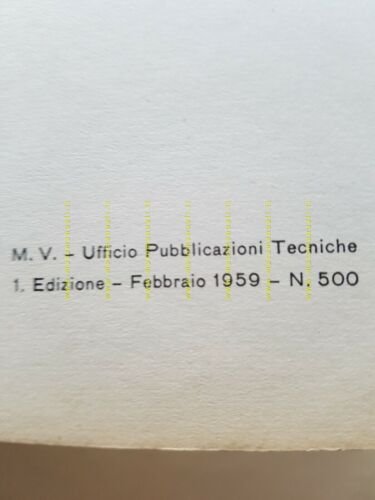 M. V. – Ufficio Pubblicazioni Tecniche
1. Edizione – Febbraio 1959 – N. 500